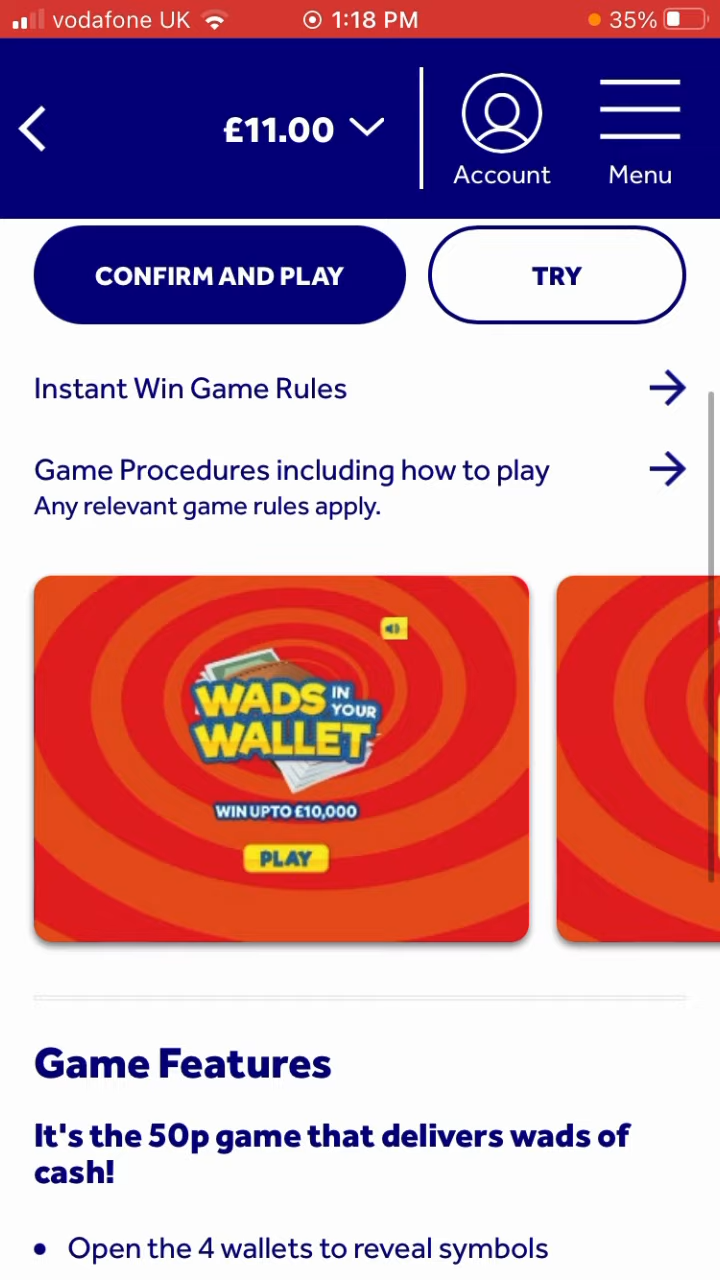 vodafone UK 1:18 PM 35%
£11.00
Account Menu
CONFIRM AND PLAY TRY
Instant Win Game Rules
Game Procedures including how to play
Any relevant game rules apply.
WADS IN YOUR
WALLET
WIN UP TO £10,000
PLAY
Game Features
It's the 50p game that delivers wads of
cash!
• Open the 4 wallets to reveal symbols